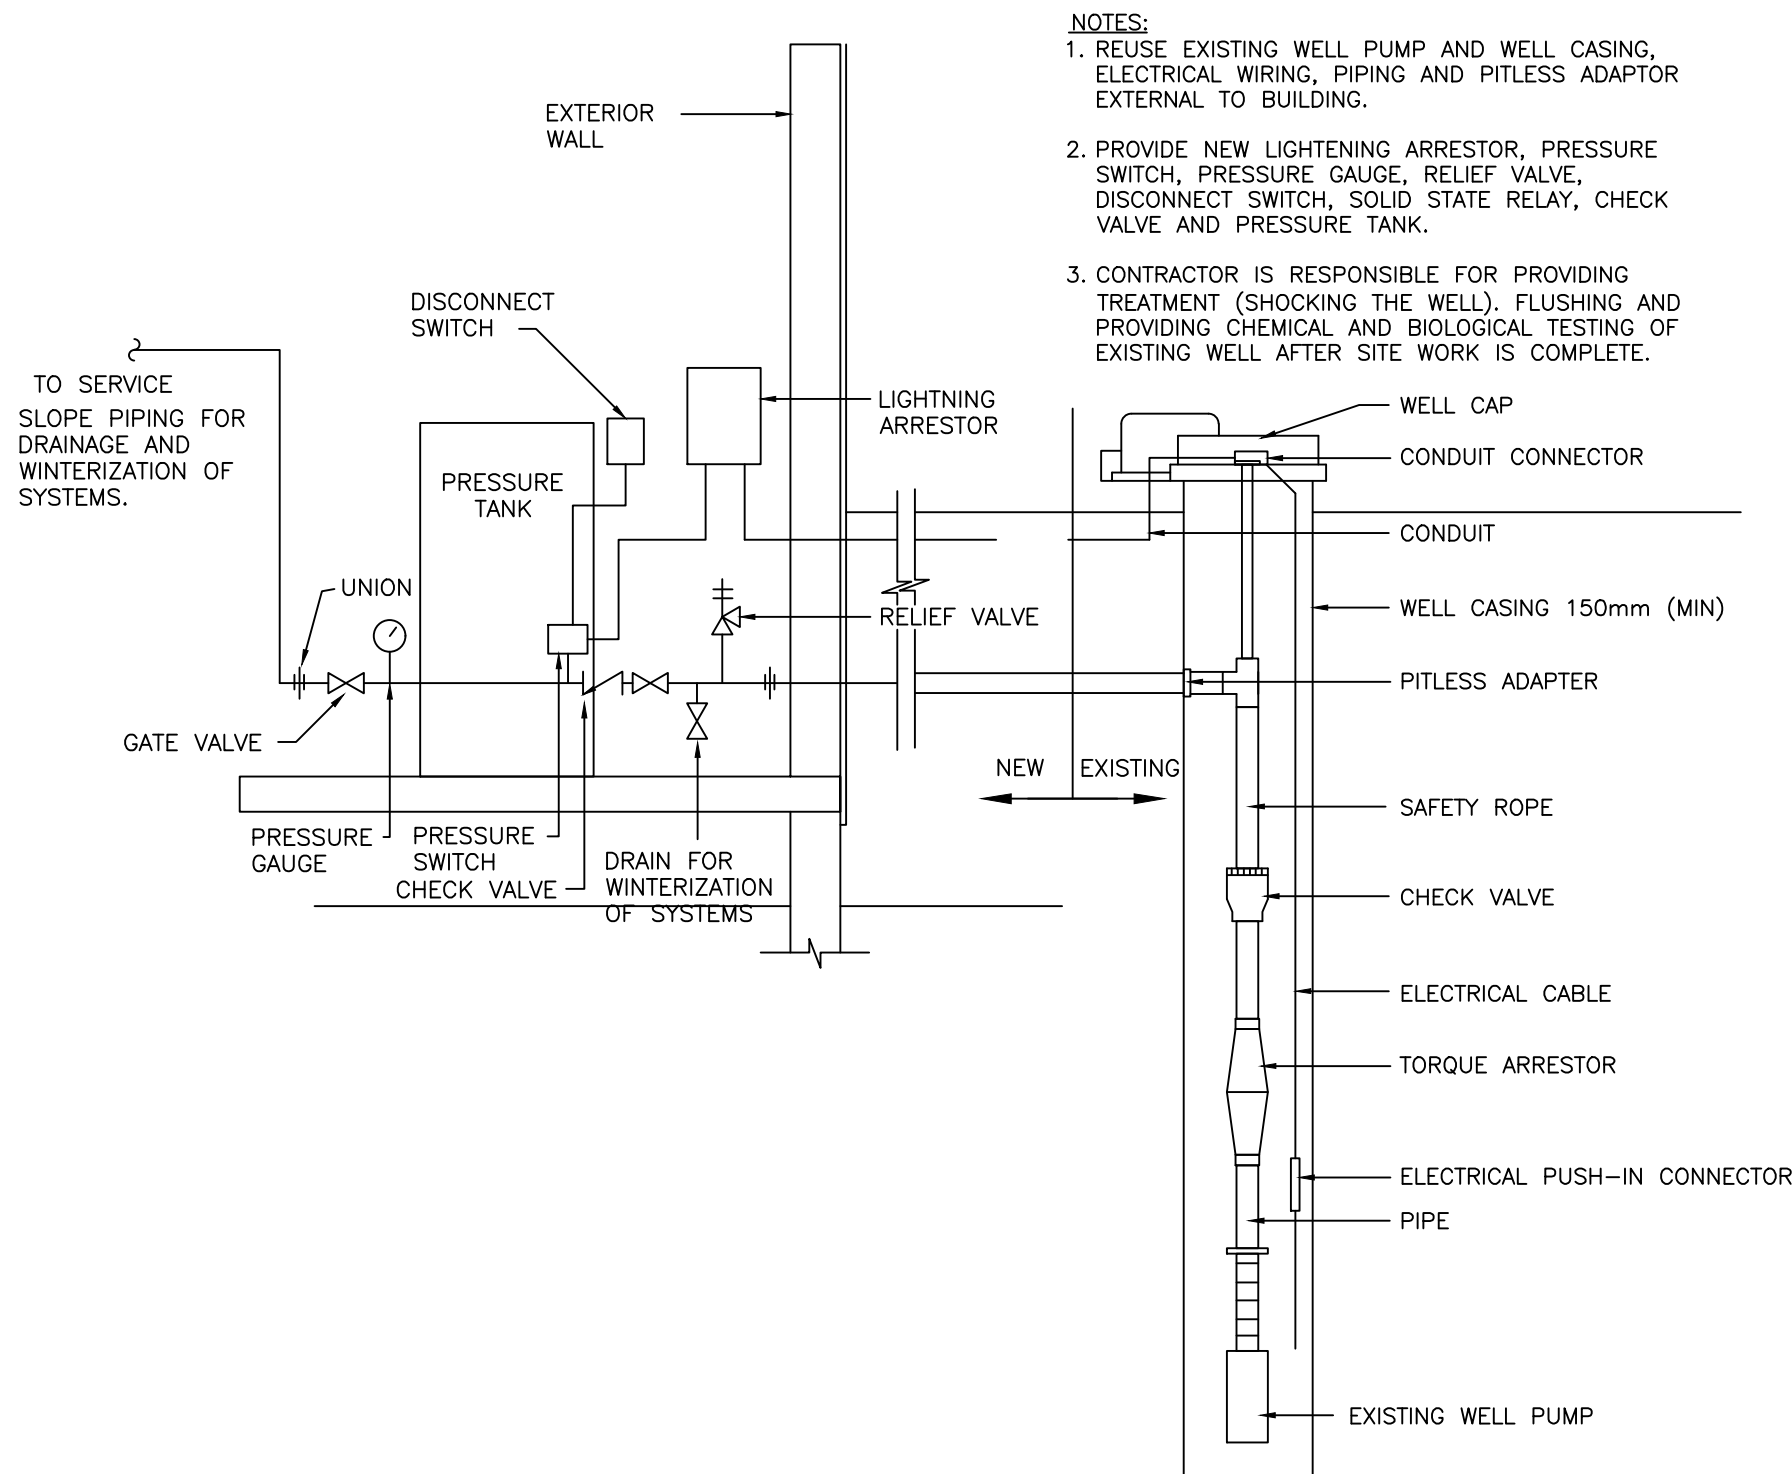 NOTES:
1. REUSE EXISTING WELL PUMP AND WELL CASING,
ELECTRICAL WIRING, PIPING AND PITLESS ADAPTOR
EXTERNAL TO BUILDING.
2. PROVIDE NEW LIGHTENING ARRESTOR, PRESSURE
SWITCH, PRESSURE GAUGE, RELIEF VALVE,
DISCONNECT SWITCH, SOLID STATE RELAY, CHECK
VALVE AND PRESSURE TANK.
3. CONTRACTOR IS RESPONSIBLE FOR PROVIDING
TREATMENT (SHOCKING THE WELL). FLUSHING AND
PROVIDING CHEMICAL AND BIOLOGICAL TESTING OF
EXISTING WELL AFTER SITE WORK IS COMPLETE.
EXTERIOR
WALL
DISCONNECT
SWITCH
TO SERVICE
SLOPE PIPING FOR
DRAINAGE AND
WINTERIZATION OF
SYSTEMS.
PRESSURE
TANK
LIGHTNING
ARRESTOR
UNION
RELIEF VALVE
GATE VALVE
PRESSURE
GAUGE
PRESSURE
SWITCH
CHECK VALVE
DRAIN FOR
WINTERIZATION
OF SYSTEMS
NEW
EXISTING
WELL CAP
CONDUIT CONNECTOR
CONDUIT
WELL CASING 150mm (MIN)
PITLESS ADAPTER
SAFETY ROPE
CHECK VALVE
ELECTRICAL CABLE
TORQUE ARRESTOR
ELECTRICAL PUSH-IN CONNECTOR
PIPE
EXISTING WELL PUMP